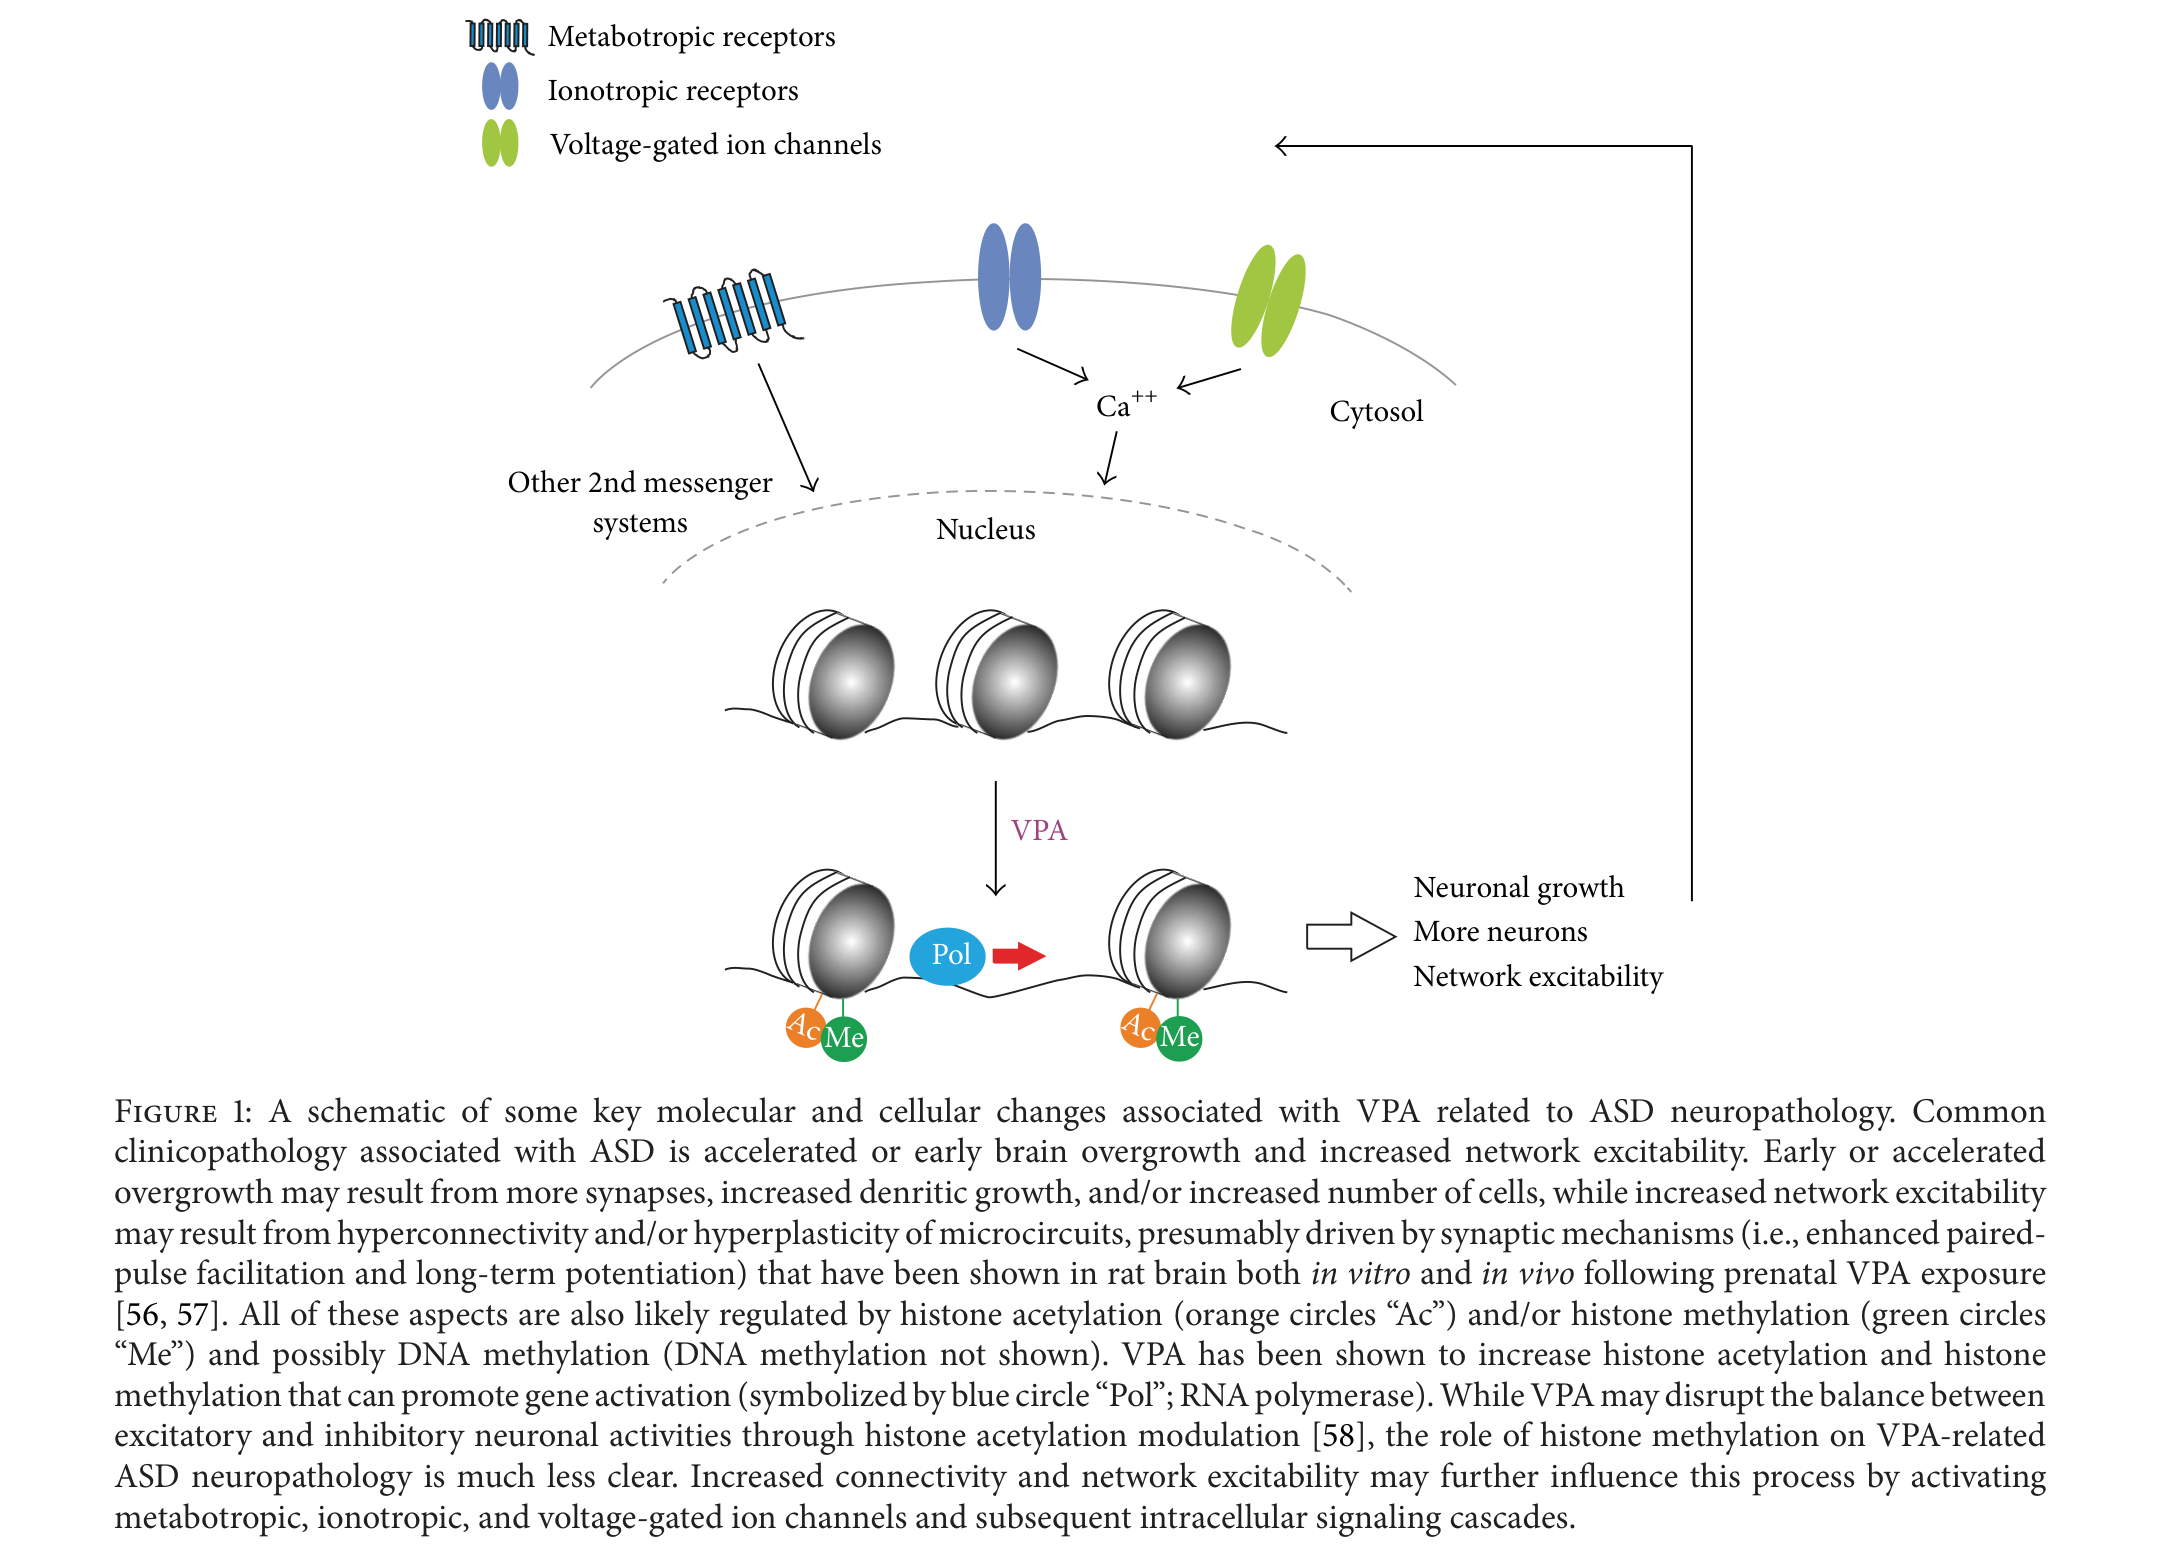 Metabotropic receptors
Ionotropic receptors
Voltage-gated ion channels
Ca++
Cytosol
Other 2nd messenger
systems
Nucleus
VPA
Neuronal growth
Pol
More neurons
Network excitability
Ac
Me
Ac
Me
FIGURE 1: A schematic of some key molecular and cellular changes associated with VPA related to ASD neuropathology. Common
clinicopathology associated with ASD is accelerated or early brain overgrowth and increased network excitability. Early or accelerated
overgrowth may result from more synapses, increased denritic growth, and/or increased number of cells, while increased network excitability
may result from hyperconnectivity and/or hyperplasticity of microcircuits, presumably driven by synaptic mechanisms (i.e., enhanced paired-
pulse facilitation and long-term potentiation) that have been shown in rat brain both in vitro and in vivo following prenatal VPA exposure
[56, 57]. All of these aspects are also likely regulated by histone acetylation (orange circles “Ac”) and/or histone methylation (green circles
“Me”) and possibly DNA methylation (DNA methylation not shown). VPA has been shown to increase histone acetylation and histone
methylation that can promote gene activation (symbolized by blue circle “Pol”; RNA polymerase). While VPA may disrupt the balance between
excitatory and inhibitory neuronal activities through histone acetylation modulation [58], the role of histone methylation on VPA-related
ASD neuropathology is much less clear. Increased connectivity and network excitability may further influence this process by activating
metabotropic, ionotropic, and voltage-gated ion channels and subsequent intracellular signaling cascades.